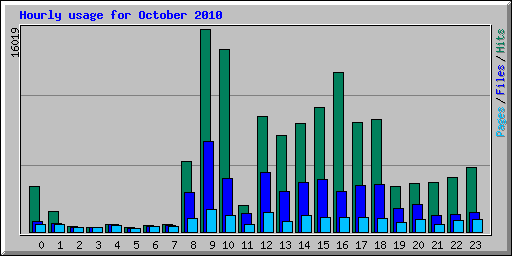 Hourly usage for October 2010
16019
Pages/Files/Hits
0 1 2 3 4 5 6 7 8 9 10 11 12 13 14 15 16 17 18 19 20 21 22 23